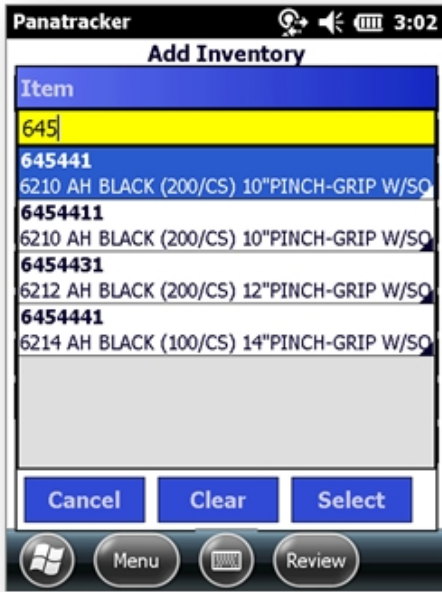 Panatracker 3:02
Add Inventory
Item
645
645441
6210 AH BLACK (200/CS) 10"PINCH-GRIP W/SQ
6454411
6210 AH BLACK (200/CS) 10"PINCH-GRIP W/SQ
6454431
6212 AH BLACK (200/CS) 12"PINCH-GRIP W/SQ
6454441
6214 AH BLACK (100/CS) 14"PINCH-GRIP W/SQ
Cancel Clear Select
Menu Review